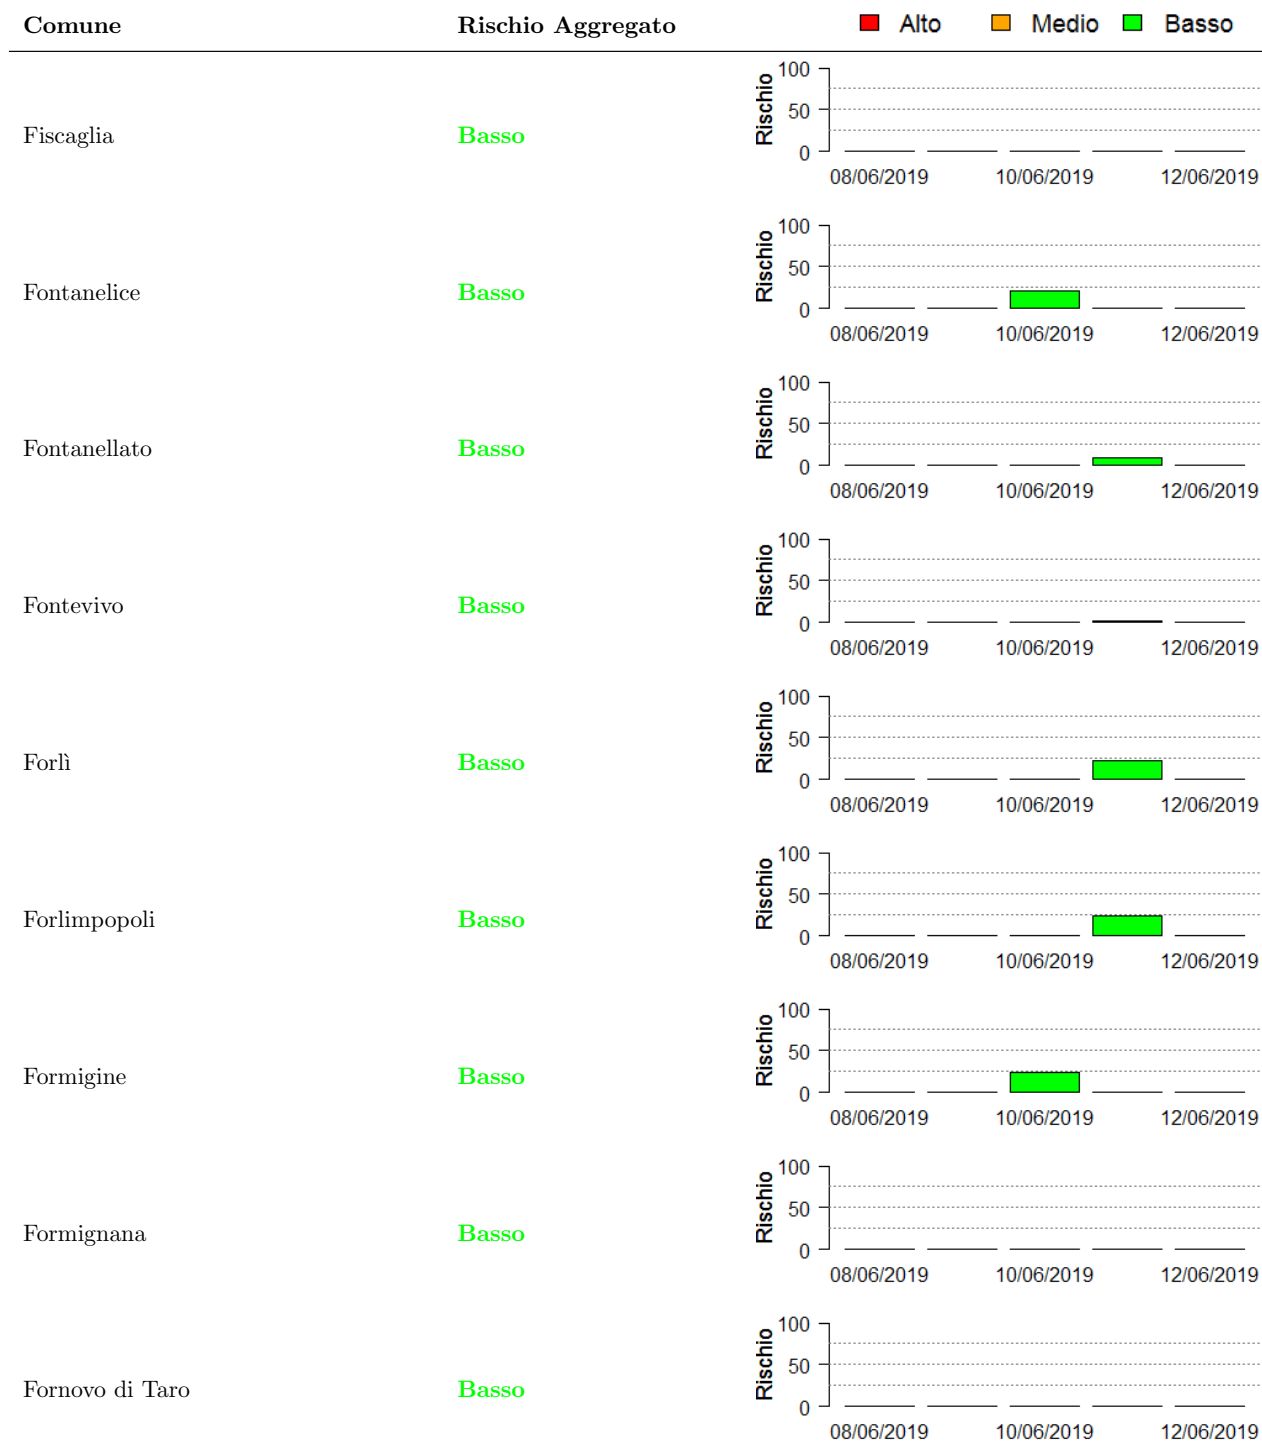 Comune Rischio Aggregato Alto Medio Basso
Fiscaglia Basso Rischio 100 50 0
08/06/2019 10/06/2019 12/06/2019
Fontanelice Basso Rischio 100 50 0
08/06/2019 10/06/2019 12/06/2019
Fontanellato Basso Rischio 100 50 0
08/06/2019 10/06/2019 12/06/2019
Fontevivo Basso Rischio 100 50 0
08/06/2019 10/06/2019 12/06/2019
Forlì Basso Rischio 100 50 0
08/06/2019 10/06/2019 12/06/2019
Forlimpopoli Basso Rischio 100 50 0
08/06/2019 10/06/2019 12/06/2019
Formigine Basso Rischio 100 50 0
08/06/2019 10/06/2019 12/06/2019
Formignana Basso Rischio 100 50 0
08/06/2019 10/06/2019 12/06/2019
Fornovo di Taro Basso Rischio 100 50 0
08/06/2019 10/06/2019 12/06/2019